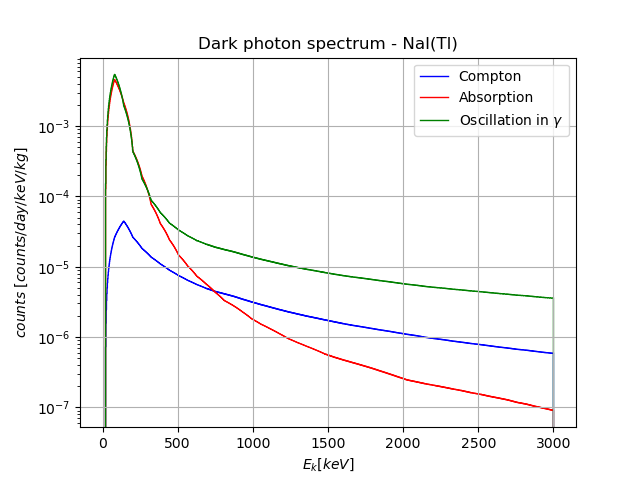 Dark photon spectrum - NaI(Tl)
Compton
Absorption
Oscillation in γ
counts [counts/day/keV/kg]
10⁻³
10⁻⁴
10⁻⁵
10⁻⁶
10⁻⁷
0 500 1000 1500 2000 2500 3000
Eₖ[keV]